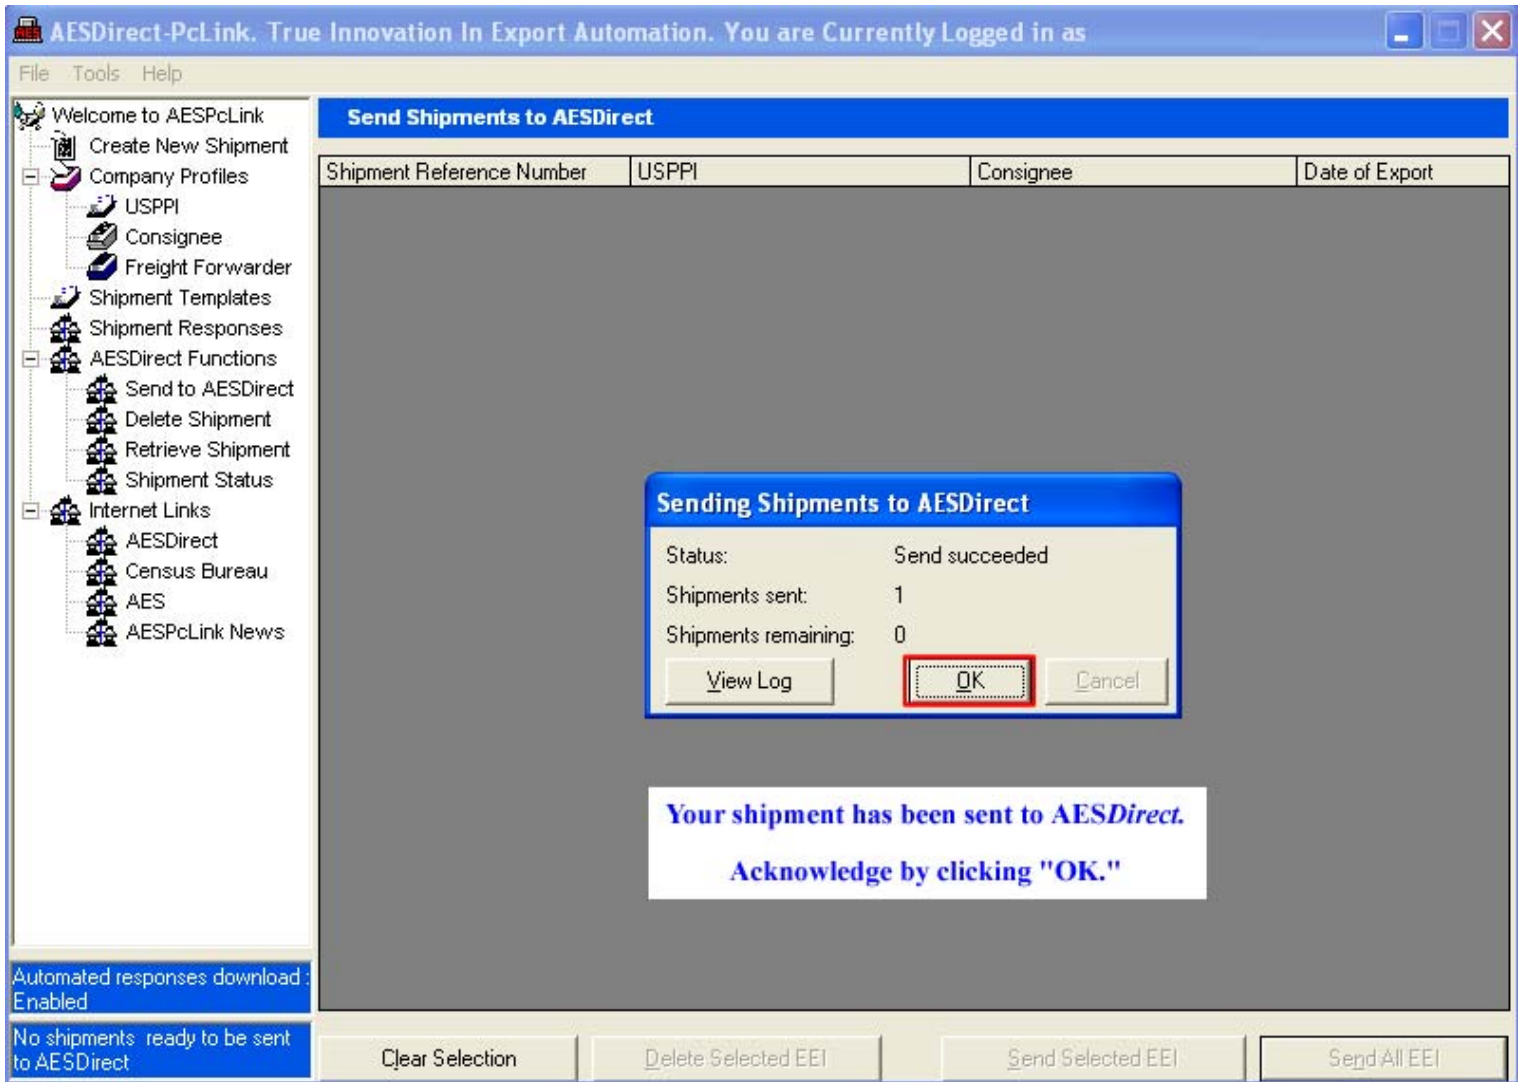 AESDirect-PcLink. True Innovation In Export Automation. You are Currently Logged in as
File Tools Help
Welcome to AESPcLink
Create New Shipment
Company Profiles
USPPI
Consignee
Freight Forwarder
Shipment Templates
Shipment Responses
AESDirect Functions
Send to AESDirect
Delete Shipment
Retrieve Shipment
Shipment Status
Internet Links
AESDirect
Census Bureau
AES
AESPcLink News
Automated responses download :
Enabled
No shipments ready to be sent
to AESDirect
Send Shipments to AESDirect
Shipment Reference Number USPPI Consignee Date of Export
Sending Shipments to AESDirect
Status: Send succeeded
Shipments sent: 1
Shipments remaining: 0
View Log OK Cancel
Your shipment has been sent to AESDirect.
Acknowledge by clicking "OK."
Clear Selection Delete Selected EEI Send Selected EEI Send All EEI